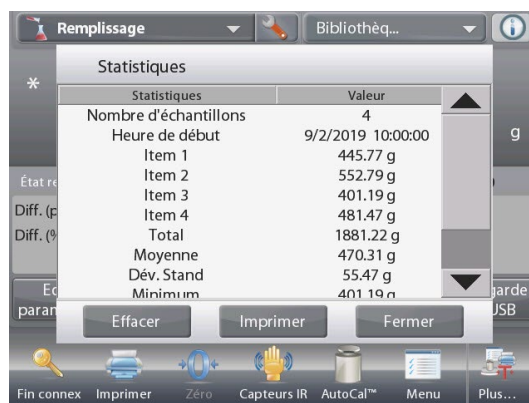 Remplissage Bibliothèq...
Statistiques
* g
Statistiques Valeur
Nombre d'échantillons 4
Heure de début 9/2/2019 10:00:00
Item 1 445.77 g
Item 2 552.79 g
Item 3 401.19 g
Item 4 481.47 g
Total 1881.22 g
Moyenne 470.31 g
Dév. Stand 55.47 g
Minimum 401.19 g
État re
Diff. (p
Diff. (%
Effacer Imprimer Fermer
Fin connex Imprimer Zéro Capteurs IR AutoCal™ Menu Plus...